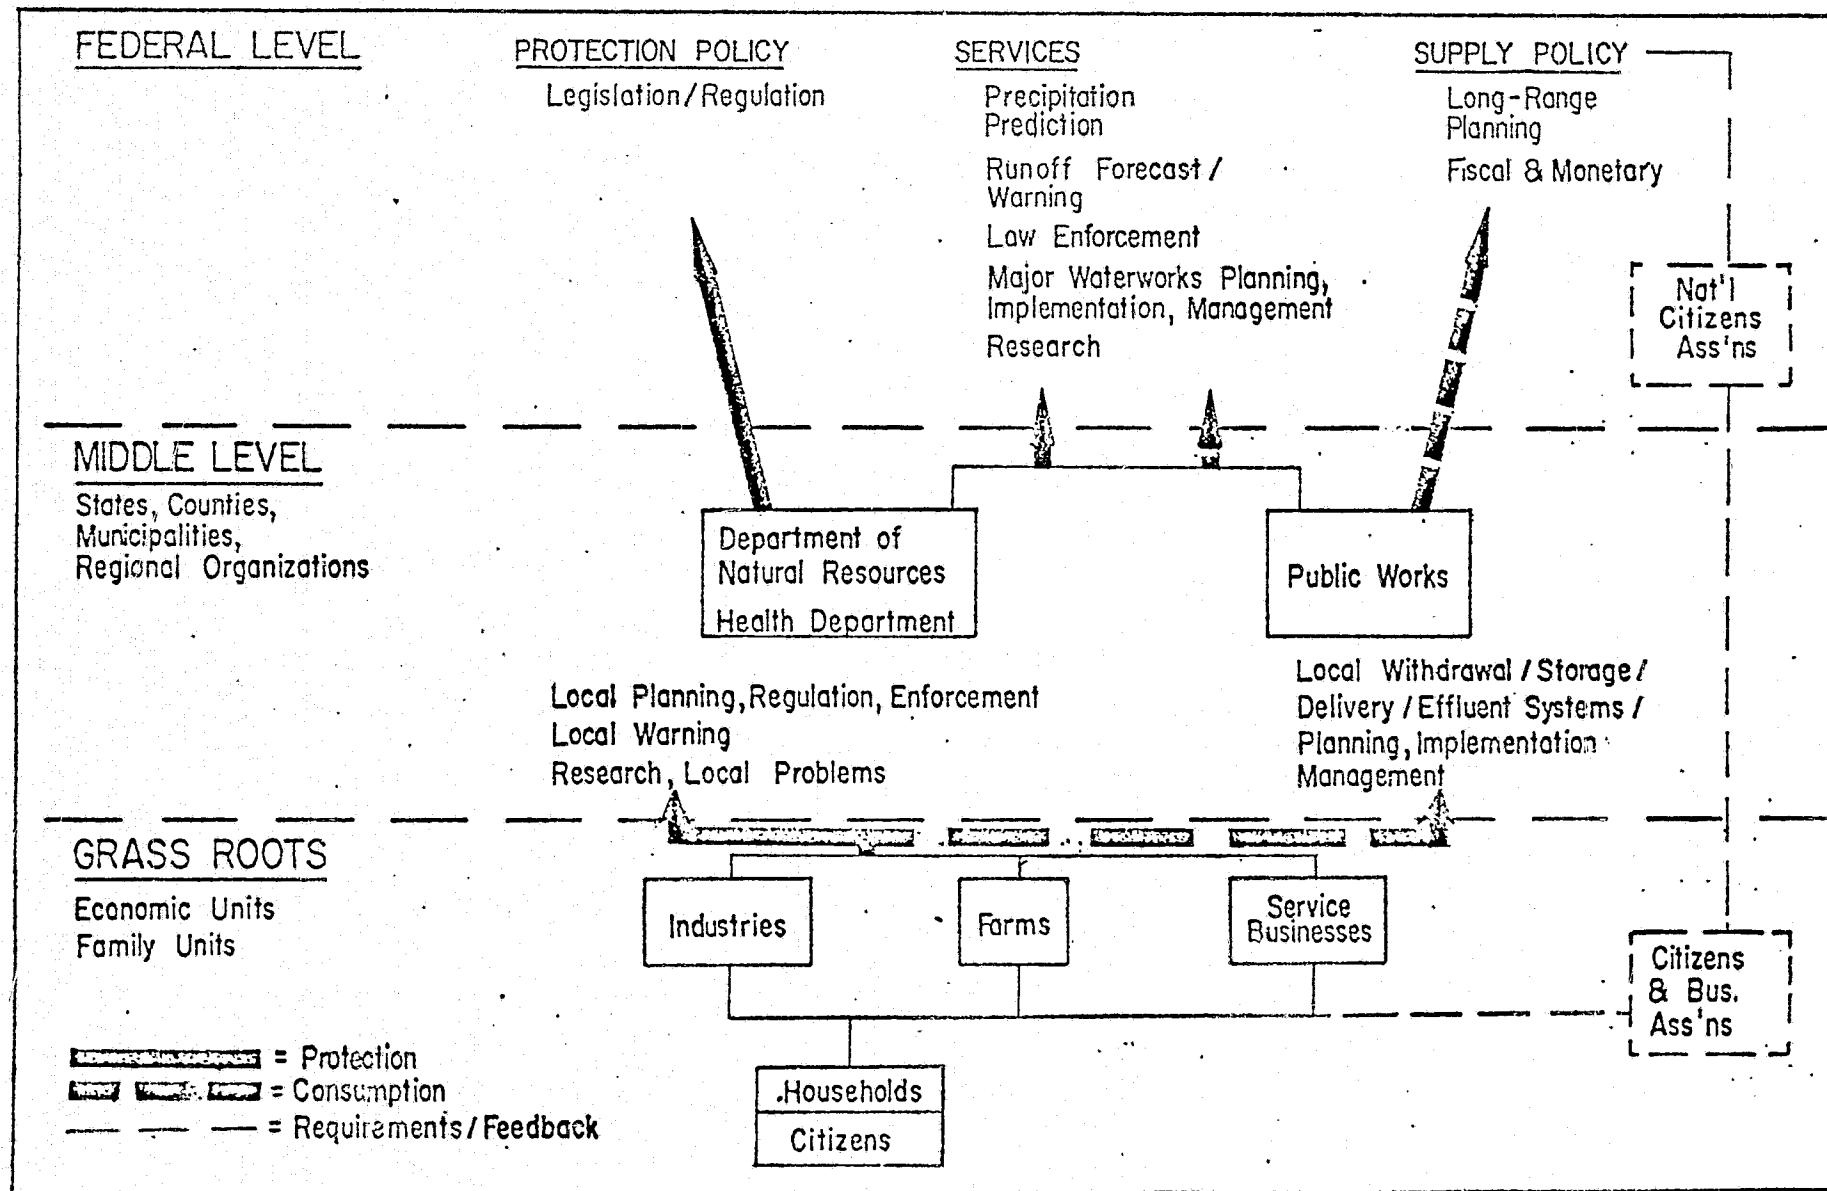 FEDERAL LEVEL
PROTECTION POLICY
Legislation/Regulation
SERVICES
Precipitation
Prediction
Runoff Forecast/
Warning
Law Enforcement
Major Waterworks Planning,
Implementation, Management
Research
SUPPLY POLICY
Long-Range
Planning
Fiscal & Monetary
Nat'l
Citizens
Ass'ns
MIDDLE LEVEL
States, Counties,
Municipalities,
Regional Organizations
Department of
Natural Resources
Health Department
Public Works
Local Planning, Regulation, Enforcement
Local Warning
Research, Local Problems
Local Withdrawal / Storage /
Delivery / Effluent Systems /
Planning, Implementation
Management
GRASS ROOTS
Economic Units
Family Units
Industries
Farms
Service
Businesses
Citizens
& Bus.
Ass'ns
Households
Citizens
= Protection
= Consumption
= Requirements/Feedback